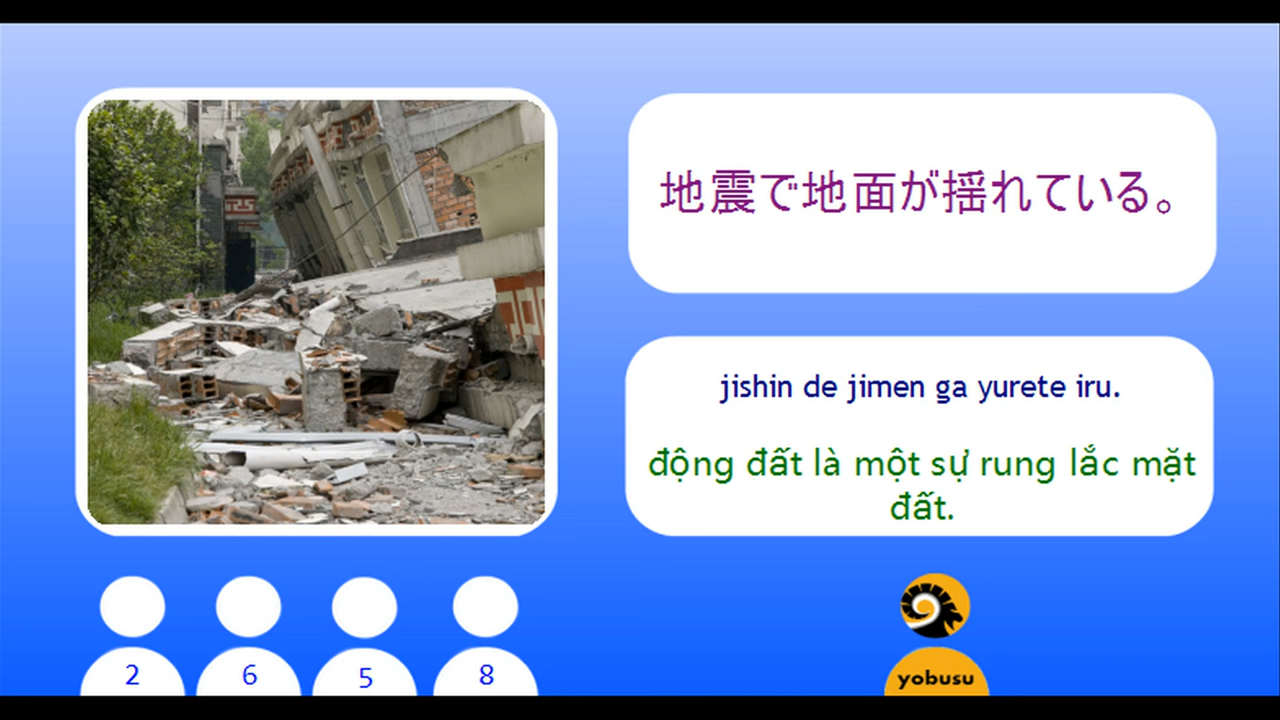 地震で地面が揺れている。
jishin de jimen ga yurete iru.
động đất là một sự rung lắc mặt
đất.
2
6
5
8
yobusu